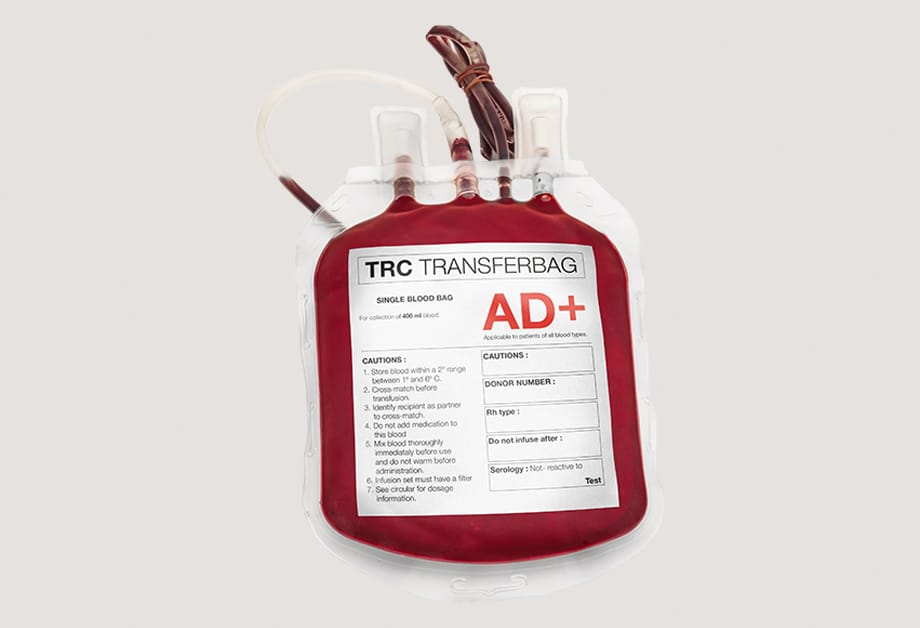 TRC TRANSFERBAG
SINGLE BLOOD BAG
For collection of 400 ml blood.
AD+
Applicable to patients of all blood types.
CAUTIONS :
1. Store blood within a 2° range
between 1° and 6° C.
2. Cross-match before
transfusion.
3. Identify recipient as partner
to cross-match.
4. Do not add medication to
this blood
5. Mix blood thoroughly
immediataly before use
and do not warm before
administration.
6. Infusion set must have a filter
7. See circular for dosage
information.
CAUTIONS :
DONOR NUMBER :
Rh type :
Do not infuse after :
Serology : Not- reactive to
Test